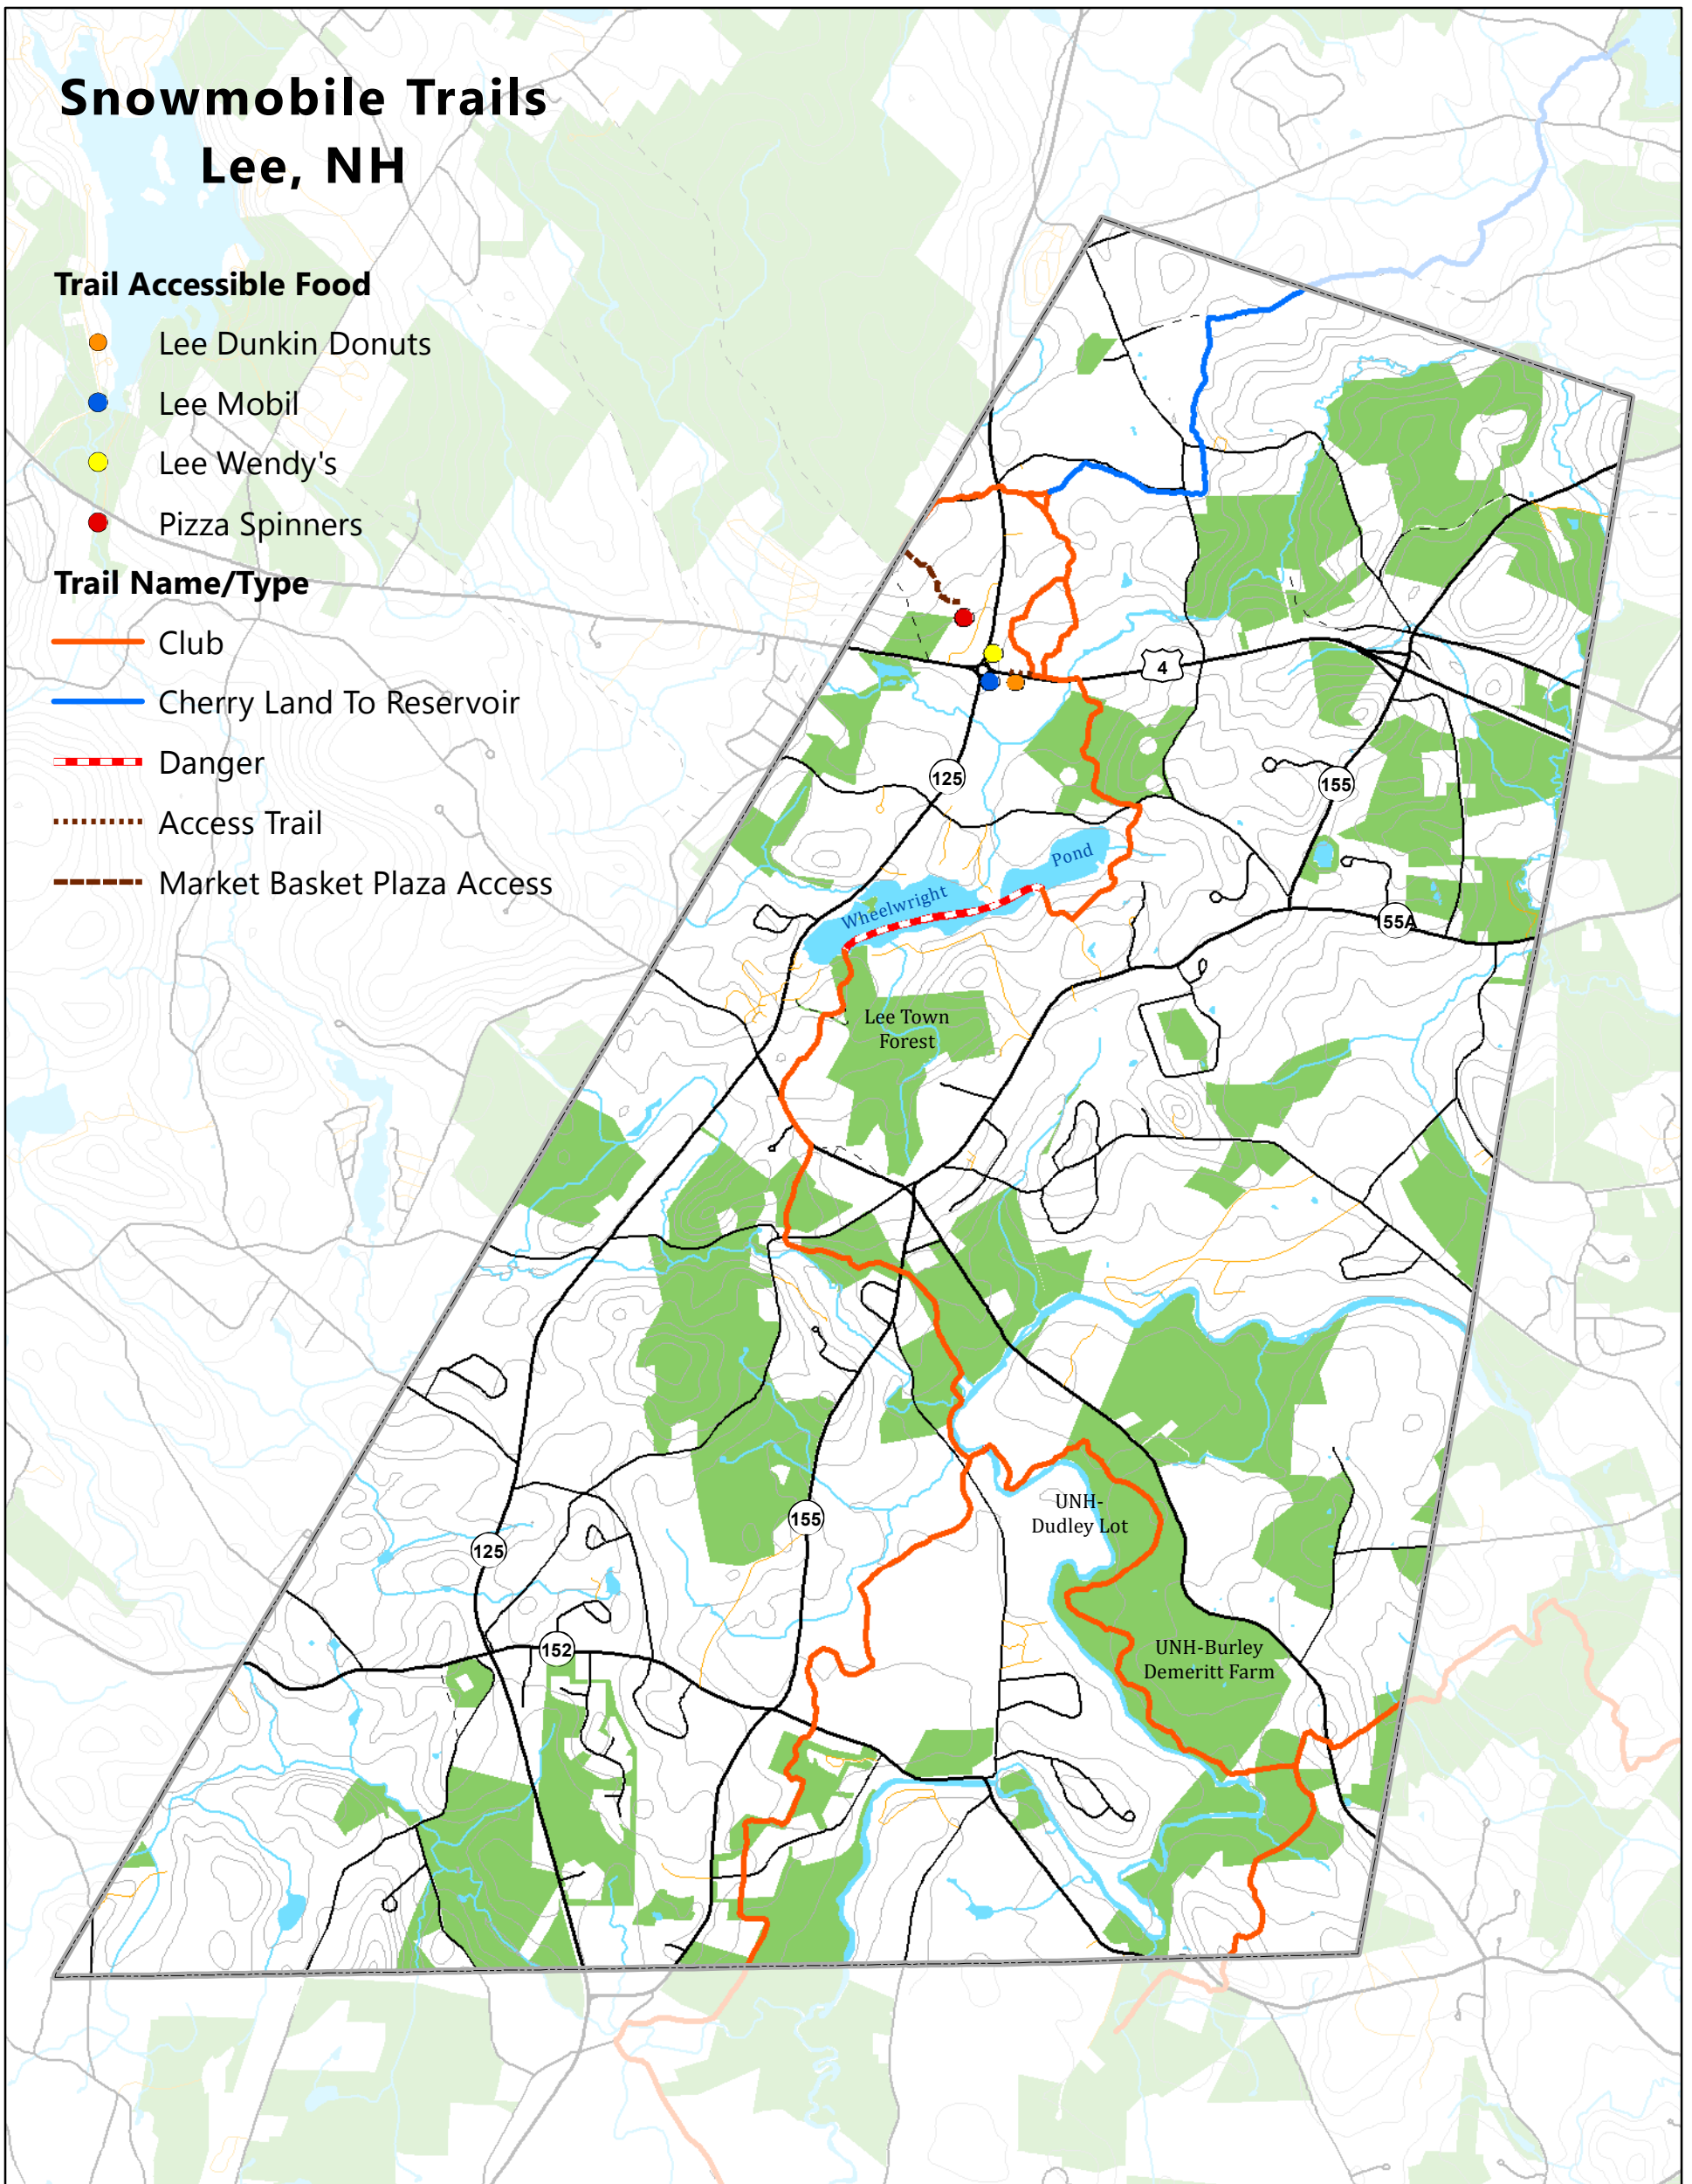 Snowmobile Trails
Lee, NH
Trail Accessible Food
Lee Dunkin Donuts
Lee Mobil
Lee Wendy's
Pizza Spinners
Trail Name/Type
Club
Cherry Land To Reservoir
Danger
Access Trail
Market Basket Plaza Access
4
125
155
Pond
Wheelwright
155A
Lee Town
Forest
UNH-
Dudley Lot
155
125
152
UNH-Burley
Demeritt Farm